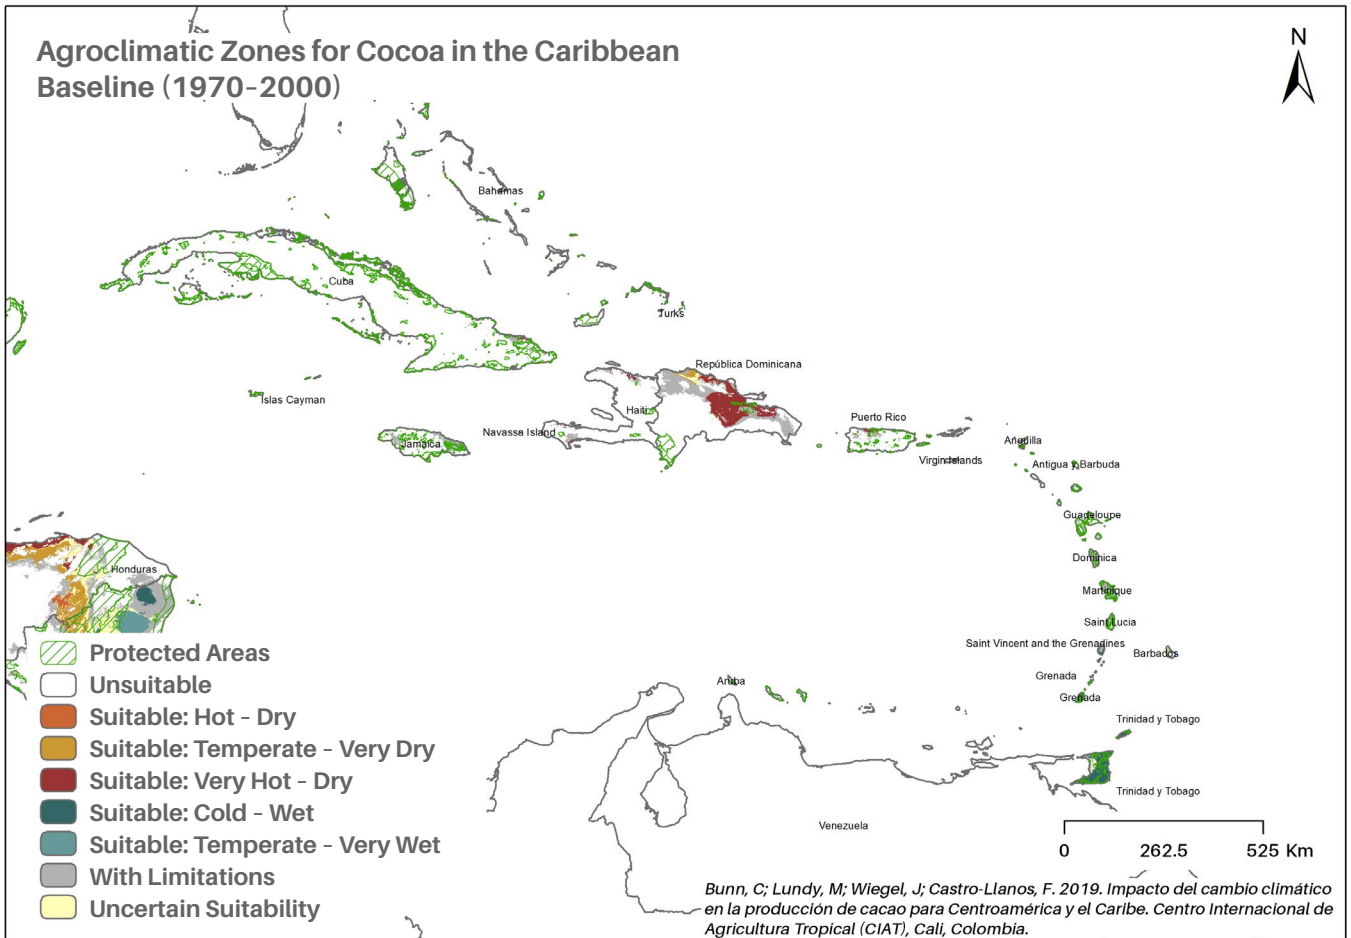 Agroclimatic Zones for Cocoa in the Caribbean
Baseline (1970–2000)
N
Bahamas
Cuba
Turks
República Dominicana
Islas Cayman
Haiti
Puerto Rico
Navassa Island
Jamaica
Anguilla
Virgin Islands
Antigua y Barbuda
Guadeloupe
Dominica
Honduras
Martinique
Saint Lucia
Saint Vincent and the Grenadines
Barbados
Grenada
Aruba
Grenada
Trinidad y Tobago
Trinidad y Tobago
Venezuela
Protected Areas
Unsuitable
Suitable: Hot – Dry
Suitable: Temperate – Very Dry
Suitable: Very Hot – Dry
Suitable: Cold – Wet
Suitable: Temperate – Very Wet
With Limitations
Uncertain Suitability
0 262.5 525 Km
Bunn, C; Lundy, M; Wiegel, J; Castro-Llanos, F. 2019. Impacto del cambio climático
en la producción de cacao para Centroamérica y el Caribe. Centro Internacional de
Agricultura Tropical (CIAT), Cali, Colombia.